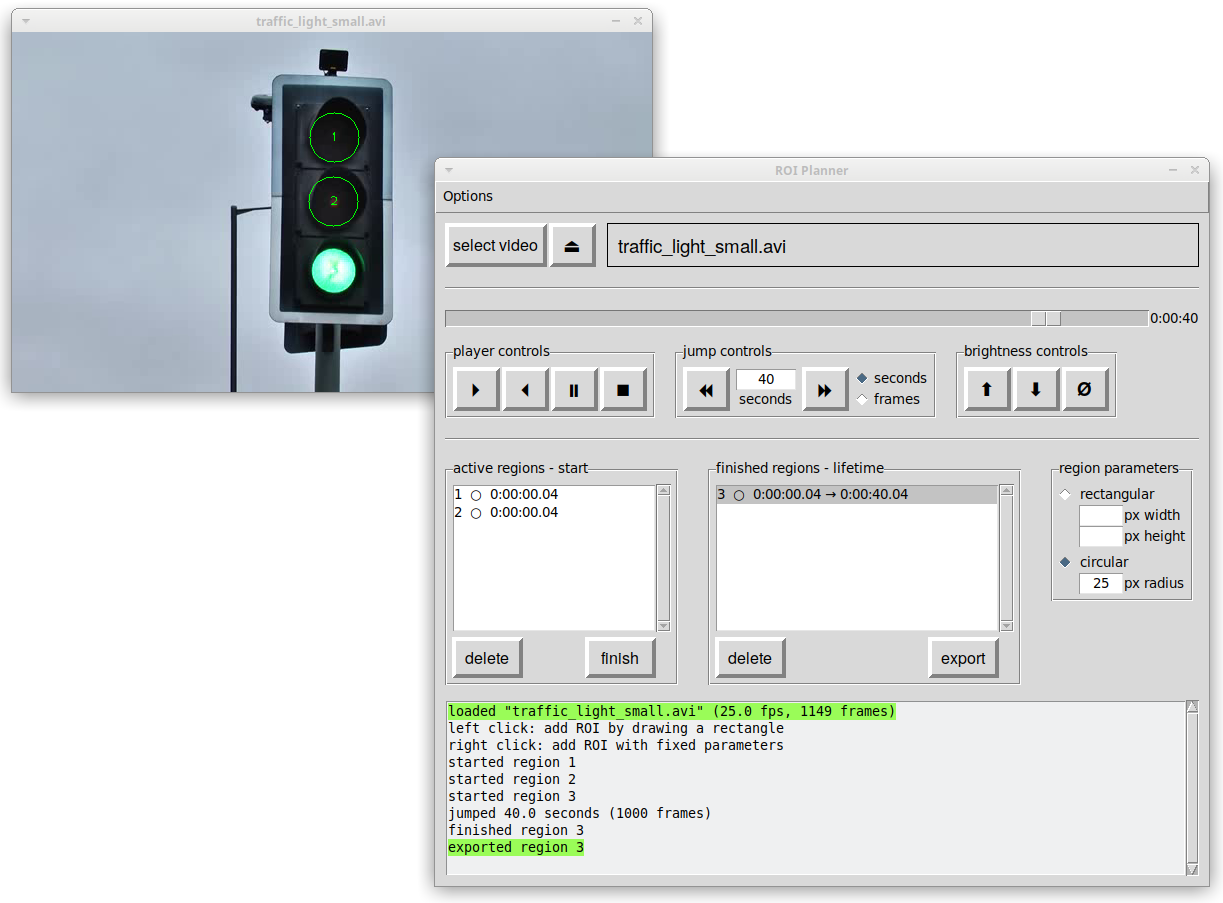 traffic_light_small.avi
1
2
ROI Planner
Options
select video
traffic_light_small.avi
0:00:40
player controls
jump controls
brightness controls
40
seconds
seconds
frames
Ø
active regions - start
1 ○ 0:00:00.04
2 ○ 0:00:00.04
delete
finish
finished regions - lifetime
3 ○ 0:00:00.04 → 0:00:40.04
delete
export
region parameters
rectangular
px width
px height
circular
25 px radius
loaded "traffic_light_small.avi" (25.0 fps, 1149 frames)
left click: add ROI by drawing a rectangle
right click: add ROI with fixed parameters
started region 1
started region 2
started region 3
jumped 40.0 seconds (1000 frames)
finished region 3
exported region 3